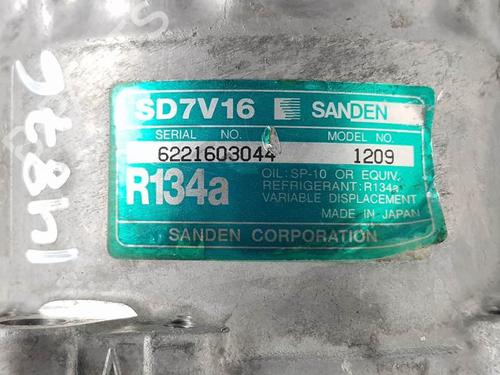 SD7V16 SANDEN
SERIAL NO. MODEL NO.
6221603044 1209
R134a
OIL: SP-10 OR EQUIV.
REFRIGERANT: R134a
VARIABLE DISPLACEMENT
MADE IN JAPAN
SANDEN CORPORATION